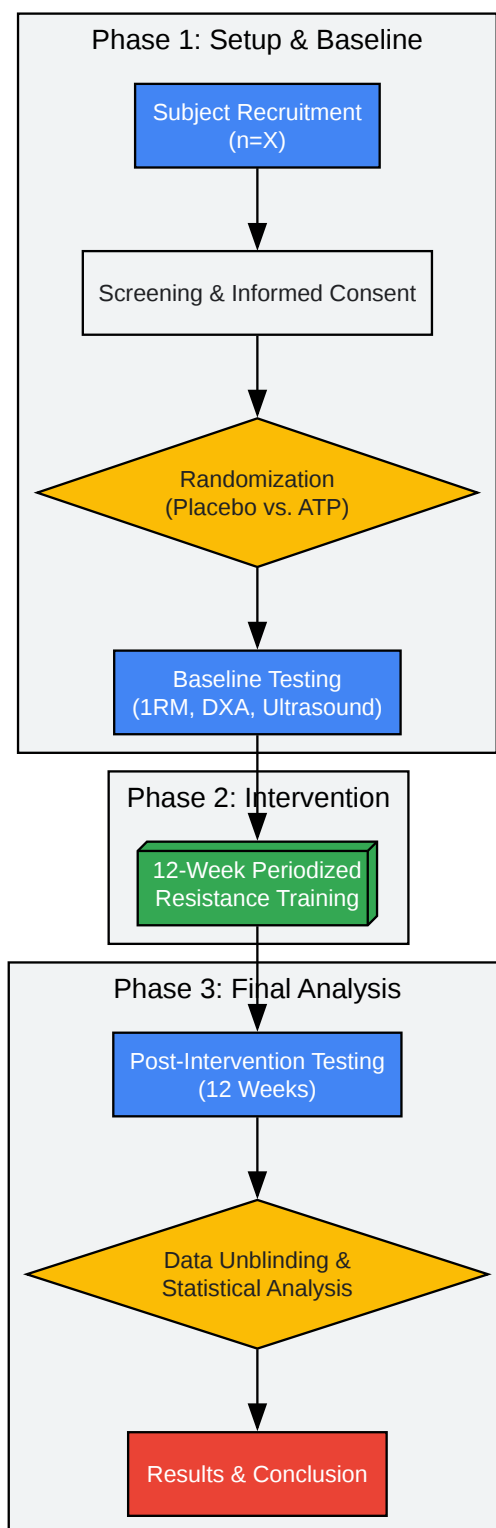 Phase 1: Setup & Baseline
Subject Recruitment
(n=X)
Screening & Informed Consent
Randomization
(Placebo vs. ATP)
Baseline Testing
(1RM, DXA, Ultrasound)
Phase 2: Intervention
12-Week Periodized
Resistance Training
Phase 3: Final Analysis
Post-Intervention Testing
(12 Weeks)
Data Unblinding &
Statistical Analysis
Results & Conclusion